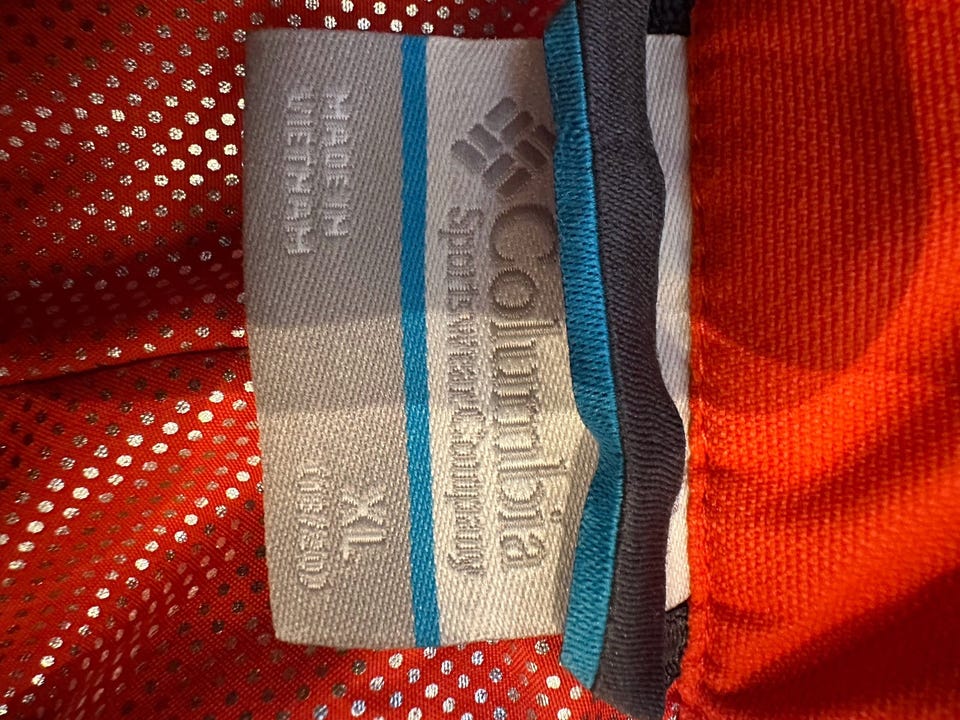 Columbia
Sportswear Company
MADE IN
VIETNAM
XL